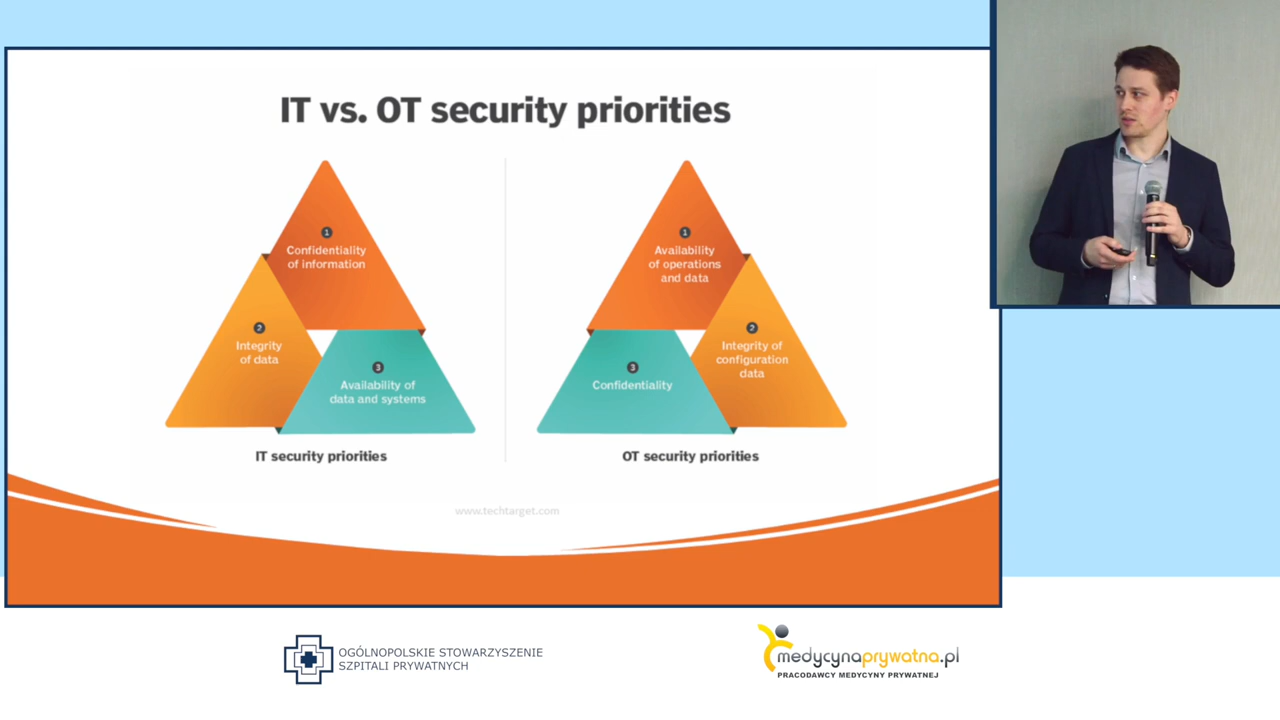 IT vs. OT security priorities
1
Confidentiality
of information
2
Integrity
of data
3
Availability of
data and systems
IT security priorities
1
Availability
of operations
and data
2
Integrity of
configuration
data
3
Confidentiality
OT security priorities
www.techtarget.com
OGÓLNOPOLSKIE STOWARZYSZENIE
SZPITALI PRYWATNYCH
medycynaprywatna.pl
PRACODAWCY MEDYCYNY PRYWATNEJ